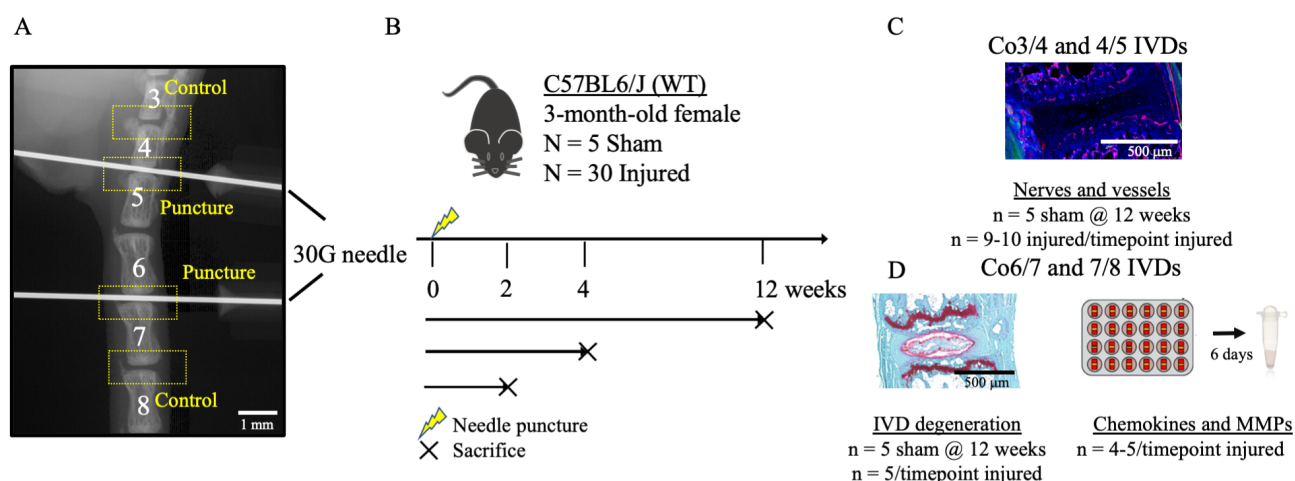 A
3 Control
4
5
Puncture
6
Puncture
7
8 Control
1 mm
30G needle
B
C57BL6/J (WT)
3-month-old female
N = 5 Sham
N = 30 Injured
0 2 4 12 weeks
Needle puncture
Sacrifice
C
Co3/4 and 4/5 IVDs
500 µm
Nerves and vessels
n = 5 sham @ 12 weeks
n = 9-10 injured/timepoint injured
D Co6/7 and 7/8 IVDs
500 µm
6 days
IVD degeneration
n = 5 sham @ 12 weeks
n = 5/timepoint injured
Chemokines and MMPs
n = 4-5/timepoint injured